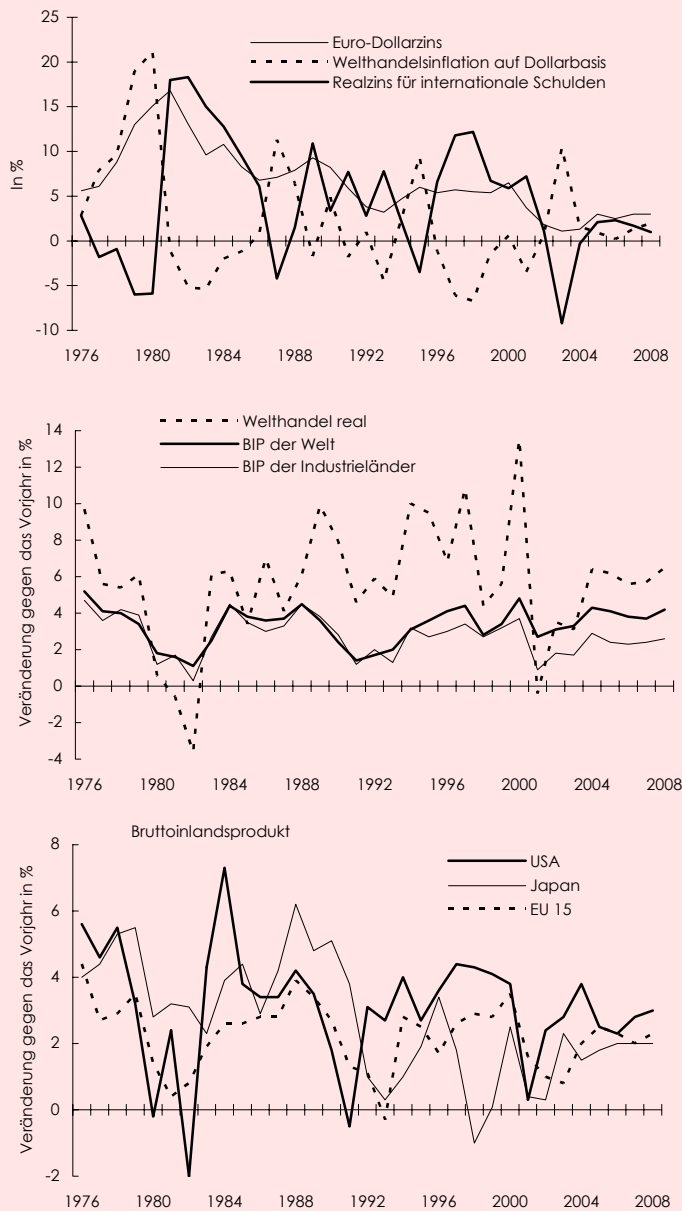 25
20
15
10
5
0
-5
-10
In %
Euro-Dollarzins
Welthandelsinflation auf Dollarbasis
Realzins für internationale Schulden
1976 1980 1984 1988 1992 1996 2000 2004 2008
Welthandel real
BIP der Welt
BIP der Industrieländer
14
12
10
8
6
4
2
0
-2
-4
Veränderung gegen das Vorjahr in %
1976 1980 1984 1988 1992 1996 2000 2004 2008
Bruttoinlandsprodukt
8
6
4
2
0
-2
Veränderung gegen das Vorjahr in %
USA
Japan
EU 15
1976 1980 1984 1988 1992 1996 2000 2004 2008